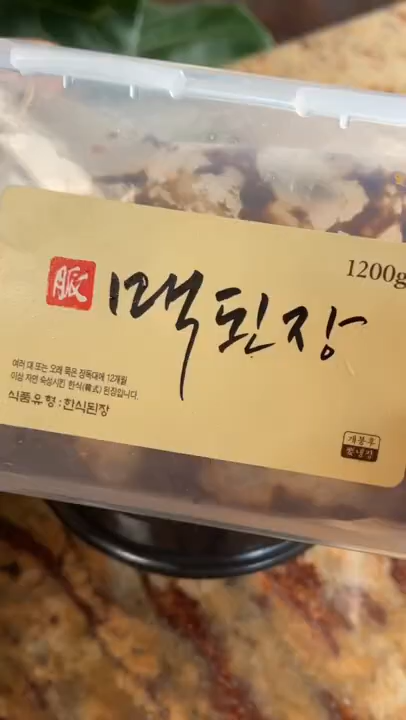 1200g
脈 맥된장
여러 대 또는 오래 묵은 장독대에 12개월
이상 자연 숙성시킨 한식(韓式) 된장입니다.
식품유형 : 한식된장
개봉후
要냉장